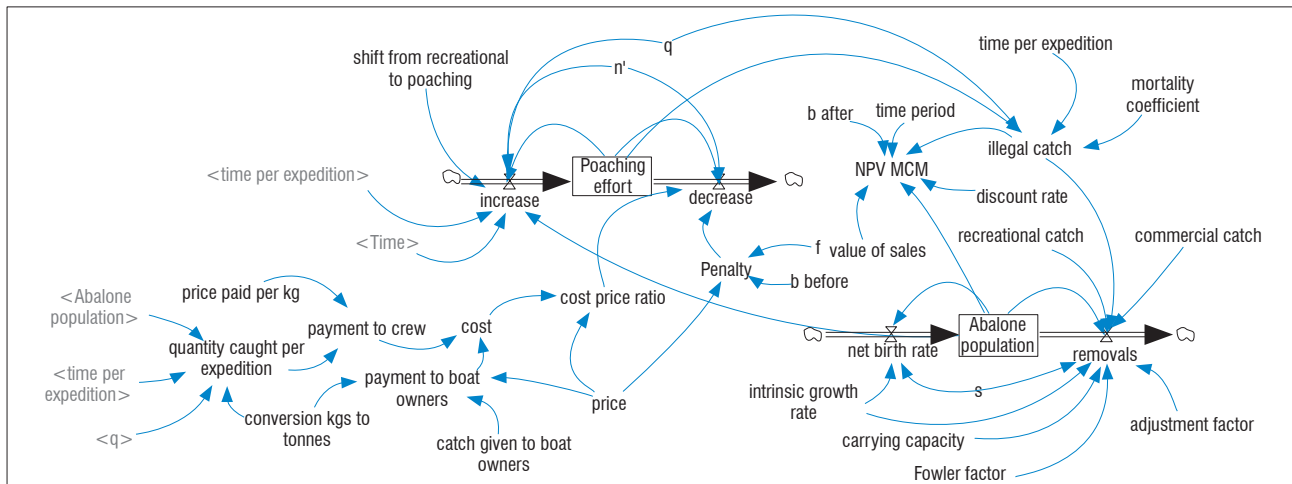 q
time per expedition
shift from recreational
to poaching
n'
mortality
coefficient
b after
time period
illegal catch
<time per expedition>
Poaching
effort
NPV MCM
increase
decrease
discount rate
<Time>
recreational catch
commercial catch
f
value of sales
Penalty
b before
<Abalone
population>
price paid per kg
cost price ratio
payment to crew
cost
Abalone
population
quantity caught per
expedition
net birth rate
removals
<time per
expedition>
payment to boat
owners
intrinsic growth
rate
s
price
conversion kgs to
tonnes
adjustment factor
<q>
catch given to boat
owners
carrying capacity
Fowler factor